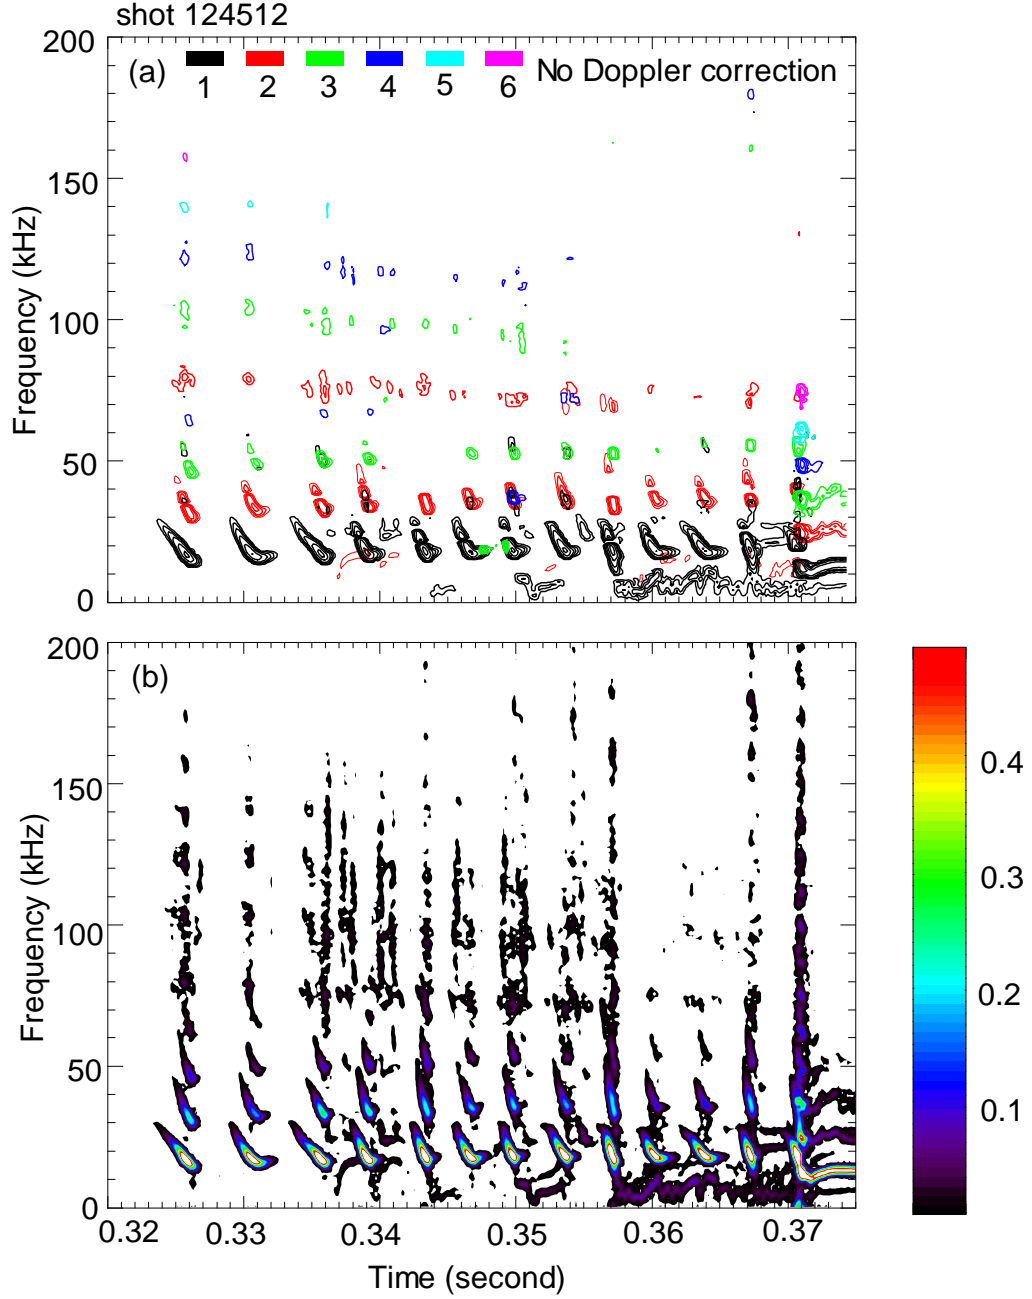 shot 124512
200
(a)
No Doppler correction
1 2 3 4 5 6
150
100
50
0
Frequency (kHz)
200
(b)
150
100
50
0
Frequency (kHz)
0.4
0.3
0.2
0.1
0.32 0.33 0.34 0.35 0.36 0.37
Time (second)